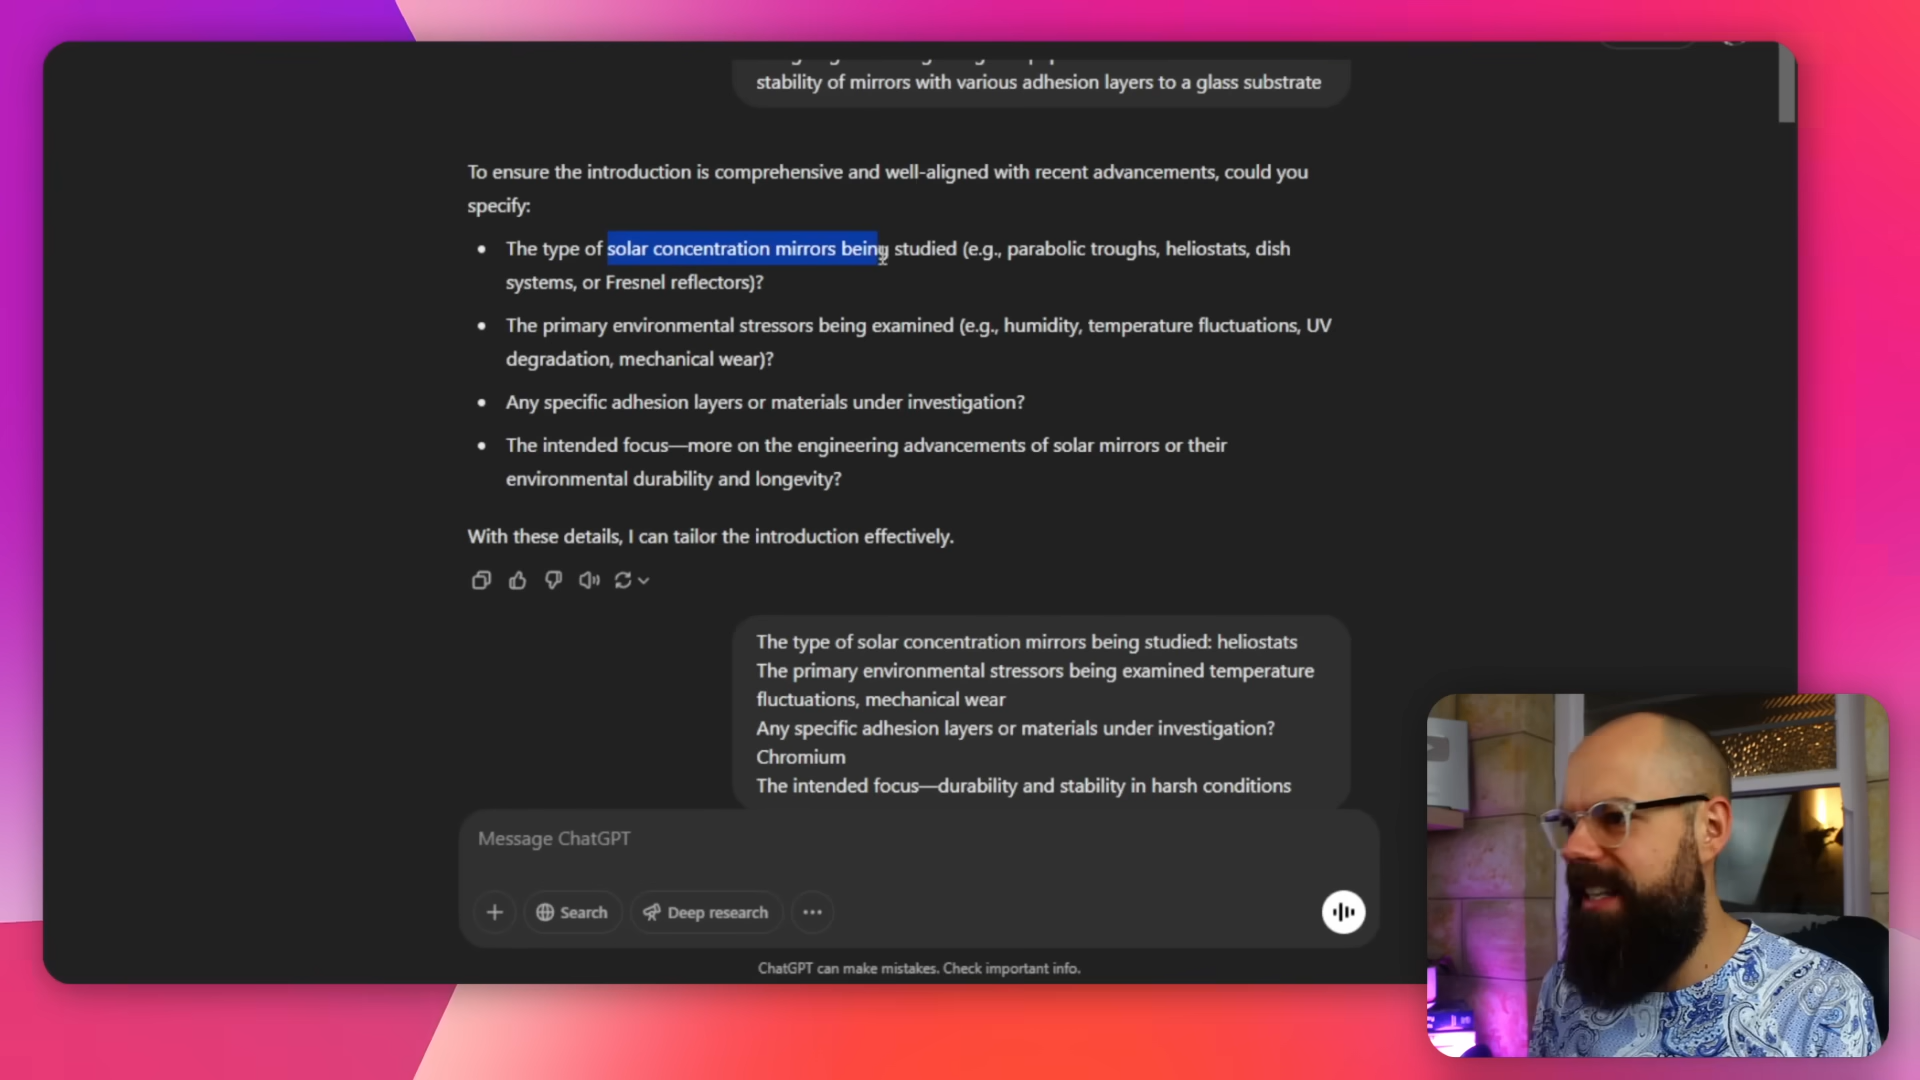 stability of mirrors with various adhesion layers to a glass substrate
To ensure the introduction is comprehensive and well-aligned with recent advancements, could you
specify:
• The type of solar concentration mirrors being studied (e.g., parabolic troughs, heliostats, dish
systems, or Fresnel reflectors)?
• The primary environmental stressors being examined (e.g., humidity, temperature fluctuations, UV
degradation, mechanical wear)?
• Any specific adhesion layers or materials under investigation?
• The intended focus—more on the engineering advancements of solar mirrors or their
environmental durability and longevity?
With these details, I can tailor the introduction effectively.
The type of solar concentration mirrors being studied: heliostats
The primary environmental stressors being examined temperature
fluctuations, mechanical wear
Any specific adhesion layers or materials under investigation?
Chromium
The intended focus—durability and stability in harsh conditions
Message ChatGPT
Search
Deep research
ChatGPT can make mistakes. Check important info.